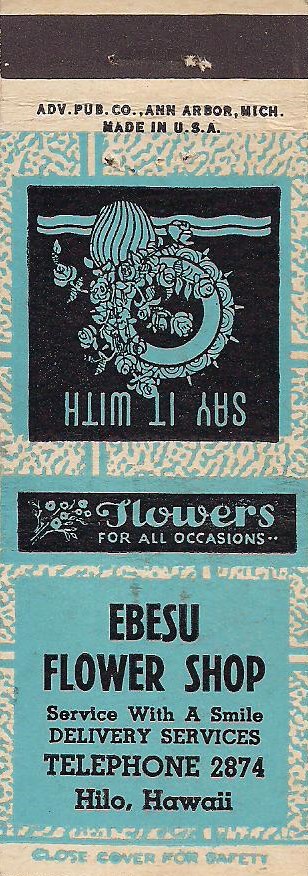 ADV. PUB. CO., ANN ARBOR, MICH.
MADE IN U.S.A.
SAY IT WITH
Flowers
FOR ALL OCCASIONS..
EBESU
FLOWER SHOP
Service With A Smile
DELIVERY SERVICES
TELEPHONE 2874
Hilo, Hawaii
CLOSE COVER FOR SAFETY